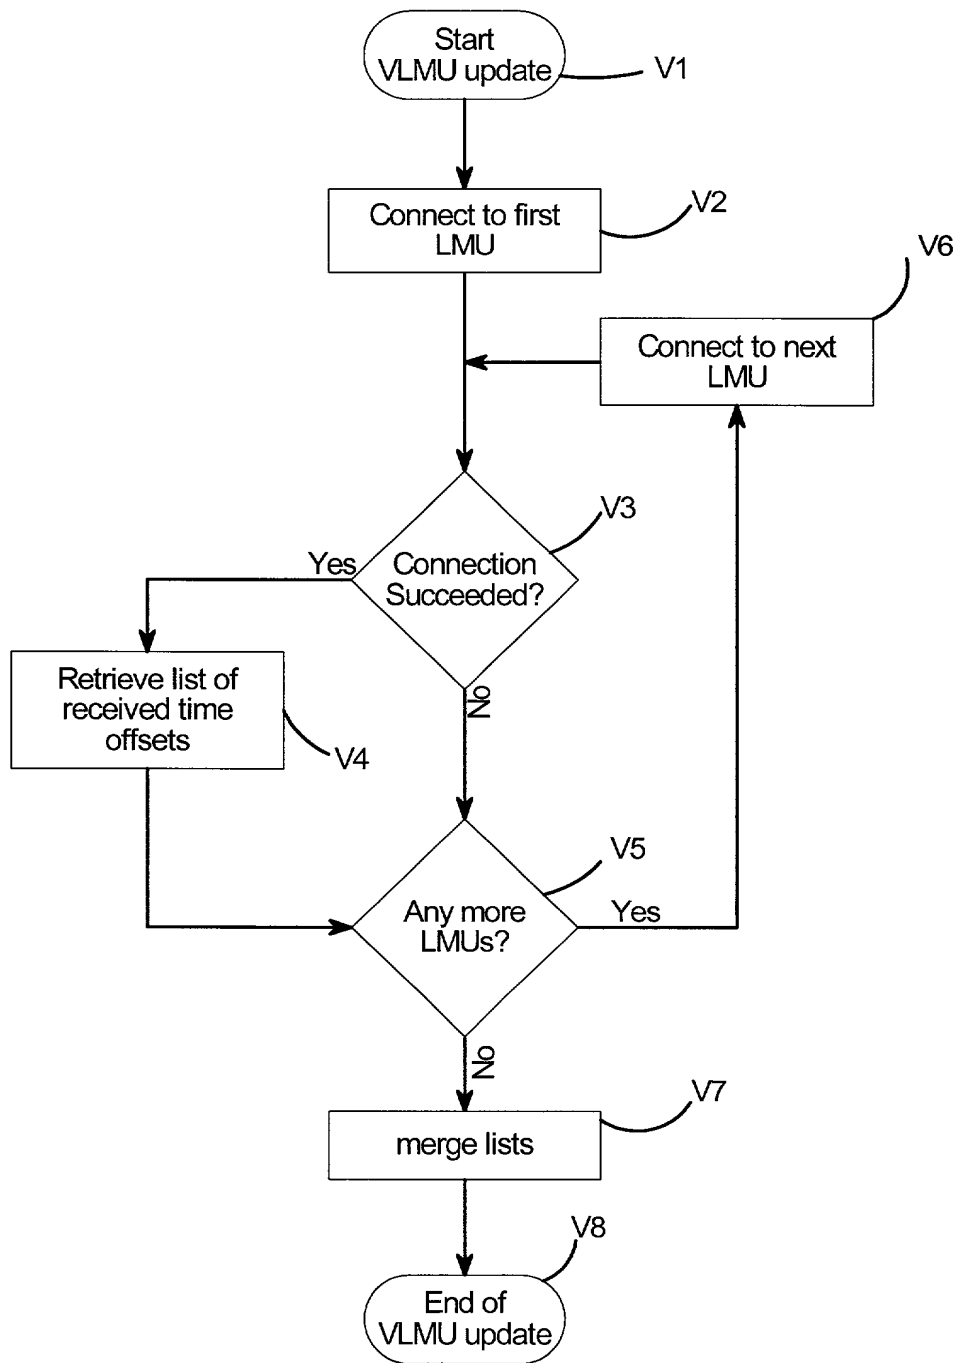 Start
VLMU update
V1
Connect to first
LMU
V2
V6
Connect to next
LMU
V3
Yes
Connection
Succeeded?
Retrieve list of
received time
offsets
V4
No
V5
Any more
LMUs?
Yes
No
V7
merge lists
V8
End of
VLMU update